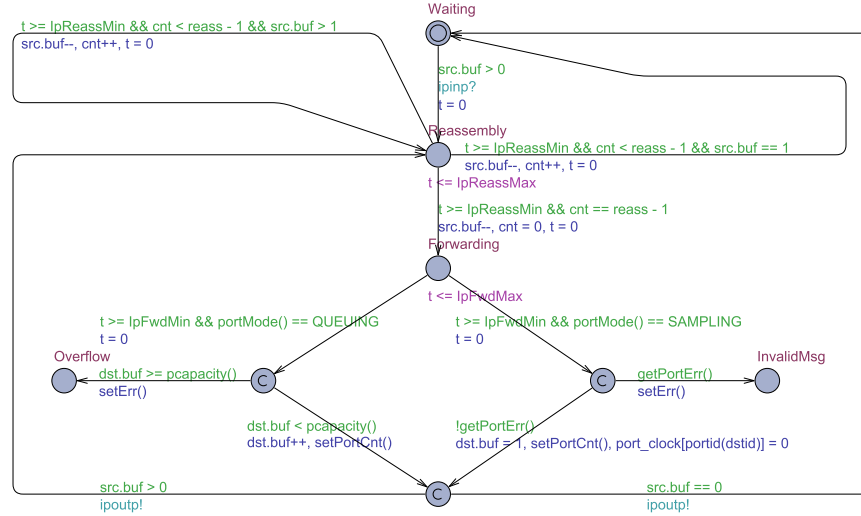 Waiting
t >= IpReassMin && cnt < reass - 1 && src.buf > 1
src.buf--, cnt++, t = 0
src.buf > 0
ipinp?
t = 0
Reassembly
t >= IpReassMin && cnt < reass - 1 && src.buf == 1
src.buf--, cnt++, t = 0
t <= IpReassMax
t >= IpReassMin && cnt == reass - 1
src.buf--, cnt = 0, t = 0
Forwarding
t <= IpFwdMax
t >= IpFwdMin && portMode() == QUEUING
t = 0
t >= IpFwdMin && portMode() == SAMPLING
t = 0
Overflow
InvalidMsg
dst.buf >= pcapacity()
setErr()
C
C
getPortErr()
setErr()
dst.buf < pcapacity()
dst.buf++, setPortCnt()
!getPortErr()
dst.buf = 1, setPortCnt(), port_clock[portid(dstid)] = 0
src.buf > 0
ipoutp!
C
src.buf == 0
ipoutp!